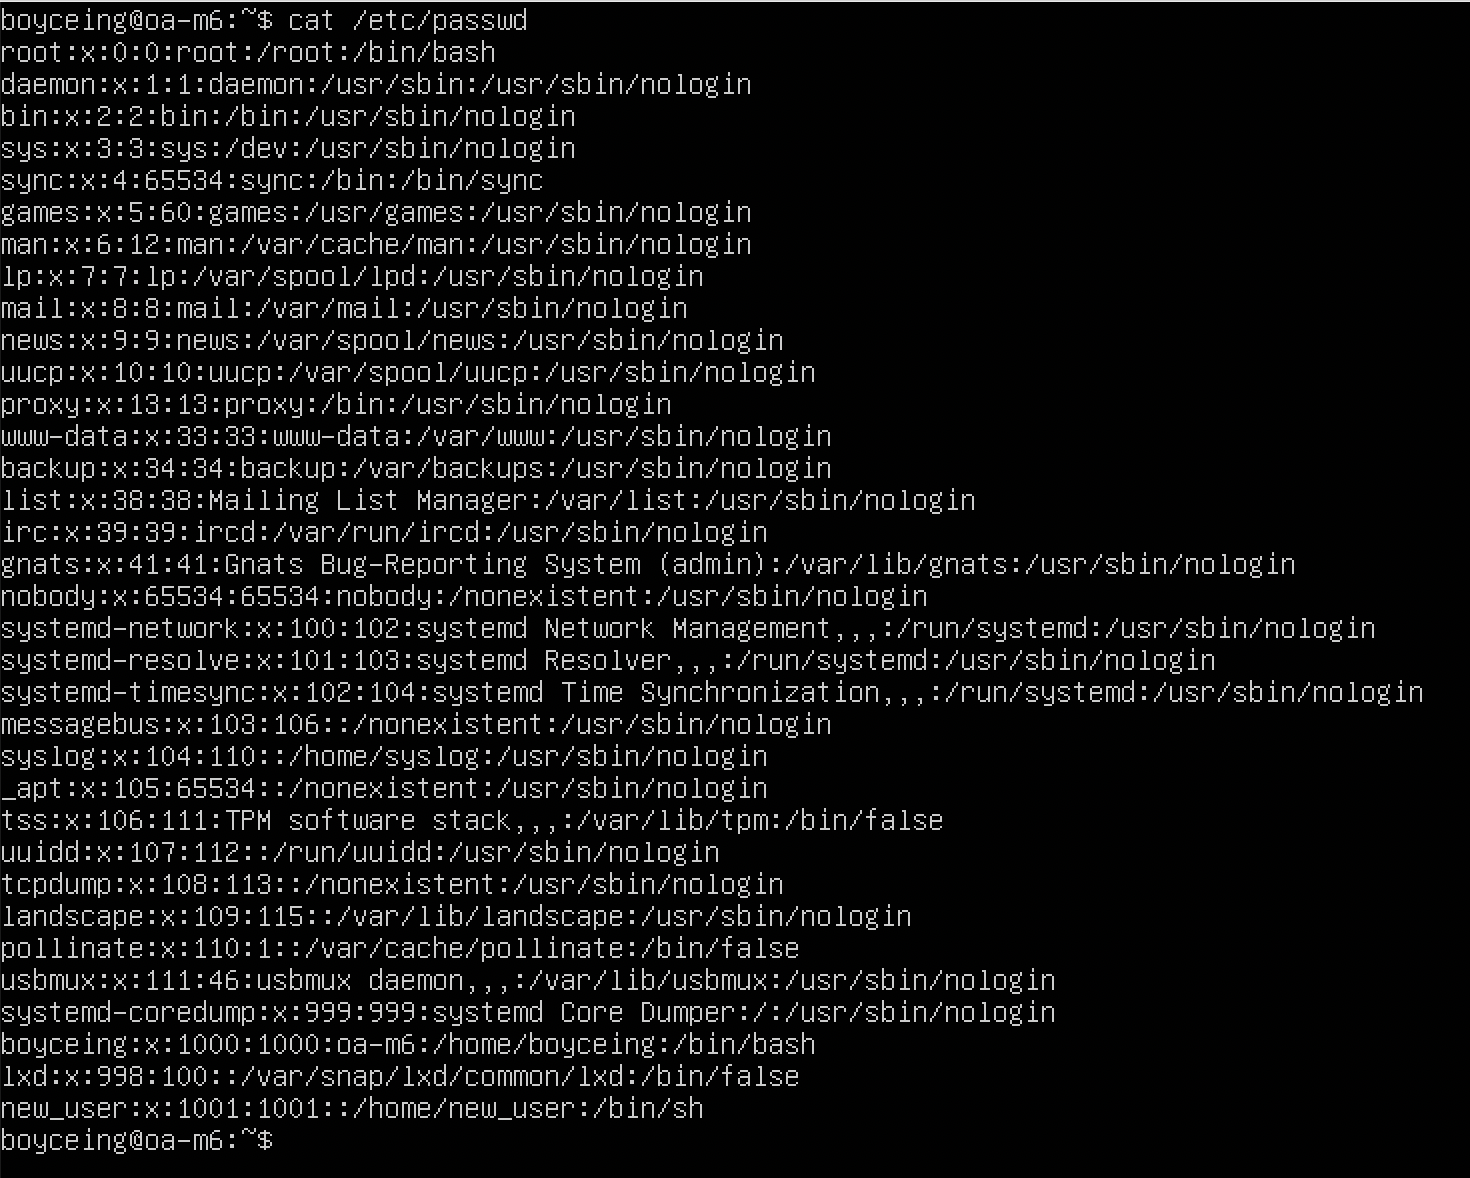 boyceing@oa-m6:~$ cat /etc/passwd
root:x:0:0:root:/root:/bin/bash
daemon:x:1:1:daemon:/usr/sbin:/usr/sbin/nologin
bin:x:2:2:bin:/bin:/usr/sbin/nologin
sys:x:3:3:sys:/dev:/usr/sbin/nologin
sync:x:4:65534:sync:/bin:/bin/sync
games:x:5:60:games:/usr/games:/usr/sbin/nologin
man:x:6:12:man:/var/cache/man:/usr/sbin/nologin
lp:x:7:7:lp:/var/spool/lpd:/usr/sbin/nologin
mail:x:8:8:mail:/var/mail:/usr/sbin/nologin
news:x:9:9:news:/var/spool/news:/usr/sbin/nologin
uucp:x:10:10:uucp:/var/spool/uucp:/usr/sbin/nologin
proxy:x:13:13:proxy:/bin:/usr/sbin/nologin
www-data:x:33:33:www-data:/var/www:/usr/sbin/nologin
backup:x:34:34:backup:/var/backups:/usr/sbin/nologin
list:x:38:38:Mailing List Manager:/var/list:/usr/sbin/nologin
irc:x:39:39:ircd:/var/run/ircd:/usr/sbin/nologin
gnats:x:41:41:Gnats Bug-Reporting System (admin):/var/lib/gnats:/usr/sbin/nologin
nobody:x:65534:65534:nobody:/nonexistent:/usr/sbin/nologin
systemd-network:x:100:102:systemd Network Management,,,:/run/systemd:/usr/sbin/nologin
systemd-resolve:x:101:103:systemd Resolver,,,:/run/systemd:/usr/sbin/nologin
systemd-timesync:x:102:104:systemd Time Synchronization,,,:/run/systemd:/usr/sbin/nologin
messagebus:x:103:106::/nonexistent:/usr/sbin/nologin
syslog:x:104:110::/home/syslog:/usr/sbin/nologin
_apt:x:105:65534::/nonexistent:/usr/sbin/nologin
tss:x:106:111:TPM software stack,,,:/var/lib/tpm:/bin/false
uuidd:x:107:112::/run/uuidd:/usr/sbin/nologin
tcpdump:x:108:113::/nonexistent:/usr/sbin/nologin
landscape:x:109:115::/var/lib/landscape:/usr/sbin/nologin
pollinate:x:110:1::/var/cache/pollinate:/bin/false
usbmux:x:111:46:usbmux daemon,,,:/var/lib/usbmux:/usr/sbin/nologin
systemd-coredump:x:999:999:systemd Core Dumper:/:/usr/sbin/nologin
boyceing:x:1000:1000:oa-m6:/home/boyceing:/bin/bash
lxd:x:998:100::/var/snap/lxd/common/lxd:/bin/false
new_user:x:1001:1001::/home/new_user:/bin/sh
boyceing@oa-m6:~$